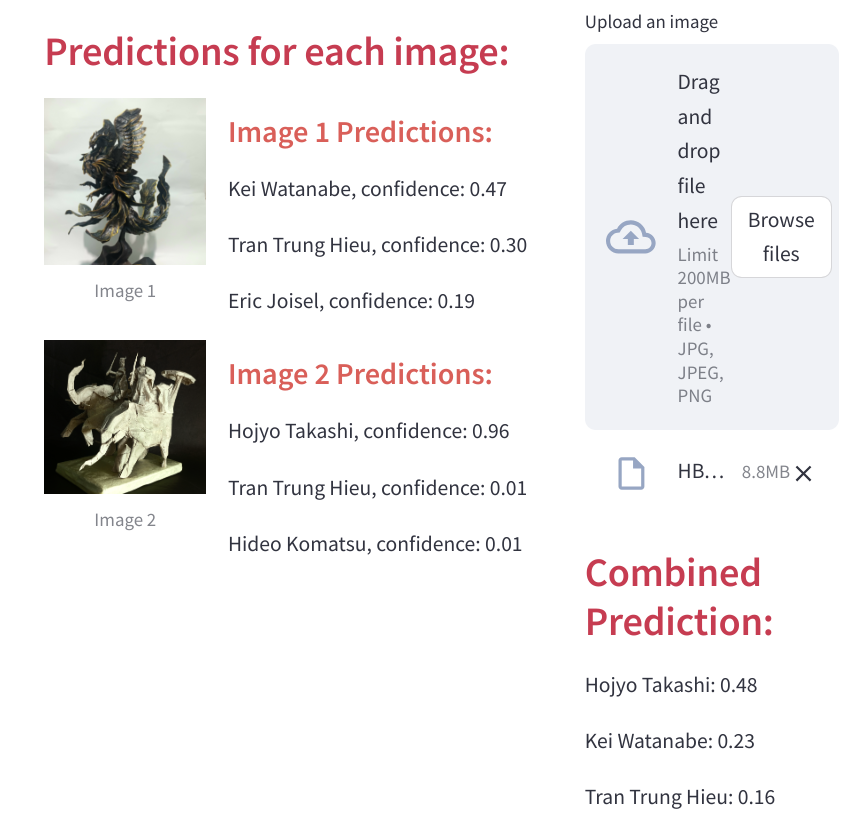 Predictions for each image:
Image 1 Predictions:
Kei Watanabe, confidence: 0.47
Tran Trung Hieu, confidence: 0.30
Eric Joisel, confidence: 0.19
Image 1
Image 2 Predictions:
Hojyo Takashi, confidence: 0.96
Tran Trung Hieu, confidence: 0.01
Hideo Komatsu, confidence: 0.01
Image 2
Upload an image
Drag
and
drop
file
here
Limit
200MB
per
file •
JPG,
JPEG,
PNG
Browse
files
HB... 8.8MB
Combined
Prediction:
Hojyo Takashi: 0.48
Kei Watanabe: 0.23
Tran Trung Hieu: 0.16